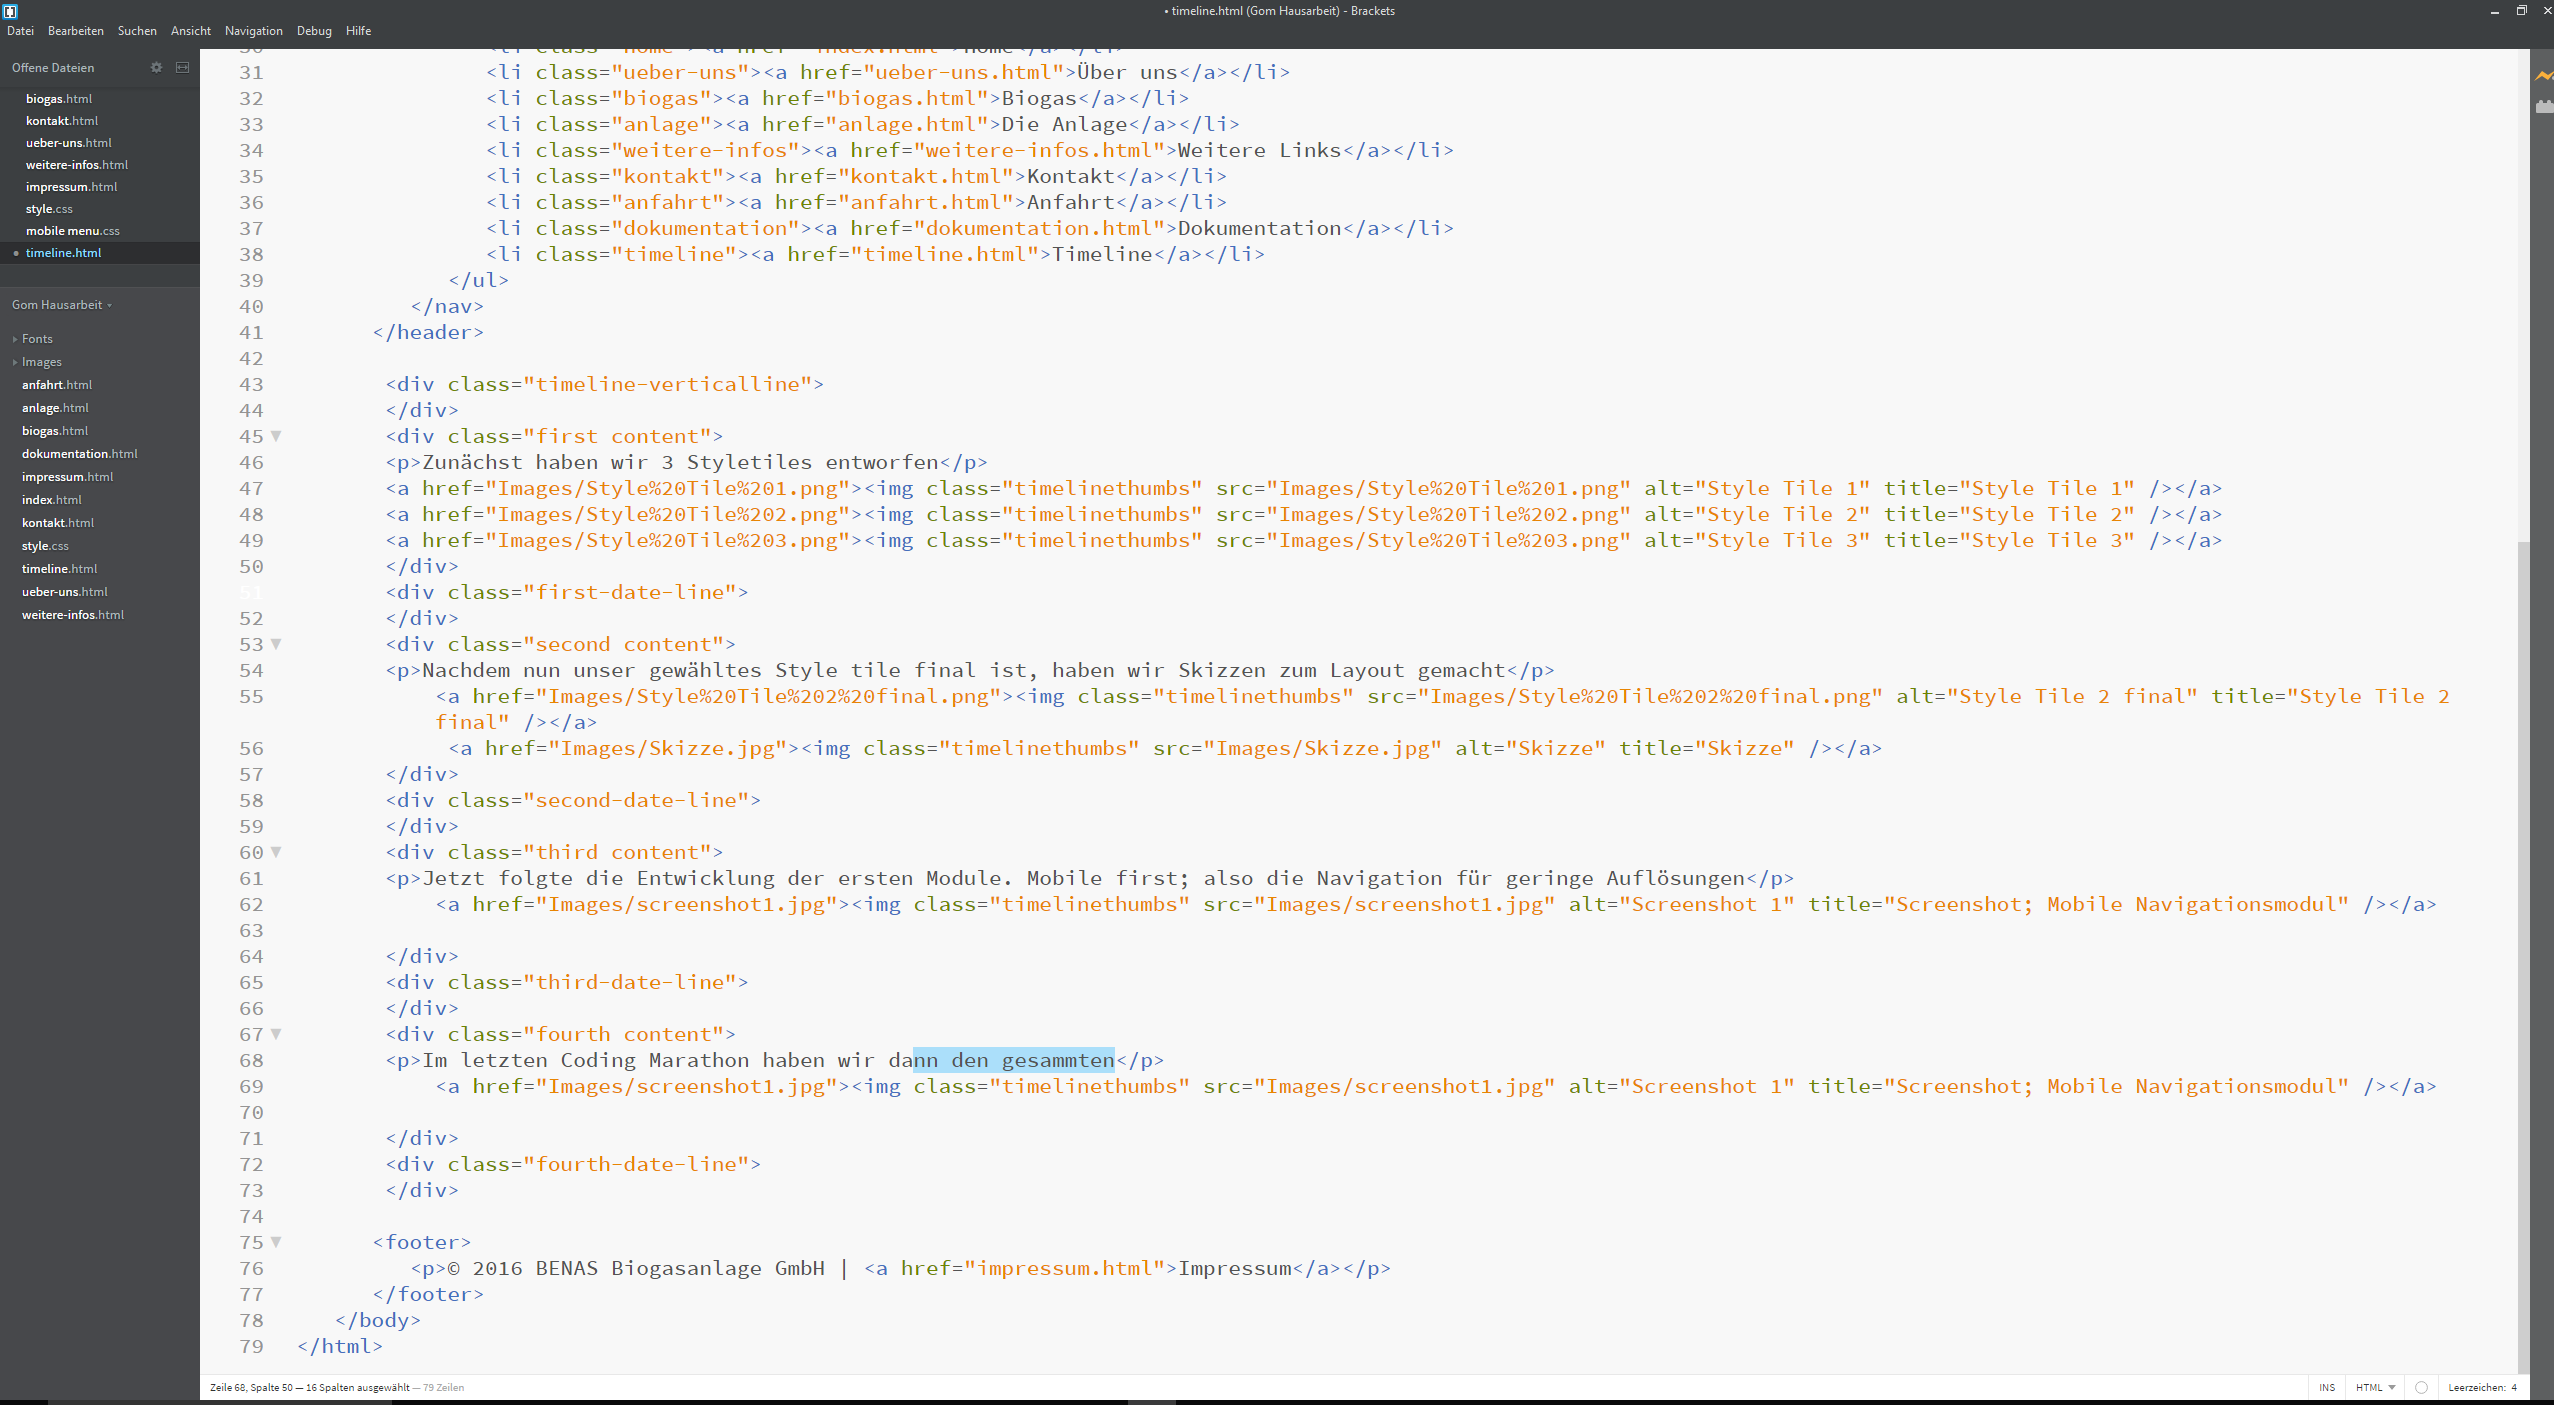 • timeline.html (Gom Hausarbeit) - Brackets
Datei Bearbeiten Suchen Ansicht Navigation Debug Hilfe
Offene Dateien
biogas.html
kontakt.html
ueber-uns.html
weitere-infos.html
impressum.html
style.css
mobile menu.css
• timeline.html
Gom Hausarbeit
Fonts
Images
anfahrt.html
anlage.html
biogas.html
dokumentation.html
impressum.html
index.html
kontakt.html
style.css
timeline.html
ueber-uns.html
weitere-infos.html
30 <li class="home"><a href="index.html">Home</a></li>
31 <li class="ueber-uns"><a href="ueber-uns.html">Über uns</a></li>
32 <li class="biogas"><a href="biogas.html">Biogas</a></li>
33 <li class="anlage"><a href="anlage.html">Die Anlage</a></li>
34 <li class="weitere-infos"><a href="weitere-infos.html">Weitere Links</a></li>
35 <li class="kontakt"><a href="kontakt.html">Kontakt</a></li>
36 <li class="anfahrt"><a href="anfahrt.html">Anfahrt</a></li>
37 <li class="dokumentation"><a href="dokumentation.html">Dokumentation</a></li>
38 <li class="timeline"><a href="timeline.html">Timeline</a></li>
39 </ul>
40 </nav>
41 </header>
42
43 <div class="timeline-verticalline">
44 </div>
45 <div class="first content">
46 <p>Zunächst haben wir 3 Styletiles entworfen</p>
47 <a href="Images/Style%20Tile%201.png"><img class="timelinethumbs" src="Images/Style%20Tile%201.png" alt="Style Tile 1" title="Style Tile 1" /></a>
48 <a href="Images/Style%20Tile%202.png"><img class="timelinethumbs" src="Images/Style%20Tile%202.png" alt="Style Tile 2" title="Style Tile 2" /></a>
49 <a href="Images/Style%20Tile%203.png"><img class="timelinethumbs" src="Images/Style%20Tile%203.png" alt="Style Tile 3" title="Style Tile 3" /></a>
50 </div>
51 <div class="first-date-line">
52 </div>
53 <div class="second content">
54 <p>Nachdem nun unser gewähltes Style tile final ist, haben wir Skizzen zum Layout gemacht</p>
55 <a href="Images/Style%20Tile%202%20final.png"><img class="timelinethumbs" src="Images/Style%20Tile%202%20final.png" alt="Style Tile 2 final" title="Style Tile 2
final" /></a>
56 <a href="Images/Skizze.jpg"><img class="timelinethumbs" src="Images/Skizze.jpg" alt="Skizze" title="Skizze" /></a>
57 </div>
58 <div class="second-date-line">
59 </div>
60 <div class="third content">
61 <p>Jetzt folgte die Entwicklung der ersten Module. Mobile first; also die Navigation für geringe Auflösungen</p>
62 <a href="Images/screenshot1.jpg"><img class="timelinethumbs" src="Images/screenshot1.jpg" alt="Screenshot 1" title="Screenshot; Mobile Navigationsmodul" /></a>
63
64 </div>
65 <div class="third-date-line">
66 </div>
67 <div class="fourth content">
68 <p>Im letzten Coding Marathon haben wir dann den gesammten</p>
69 <a href="Images/screenshot1.jpg"><img class="timelinethumbs" src="Images/screenshot1.jpg" alt="Screenshot 1" title="Screenshot; Mobile Navigationsmodul" /></a>
70
71 </div>
72 <div class="fourth-date-line">
73 </div>
74
75 <footer>
76 <p>© 2016 BENAS Biogasanlage GmbH | <a href="impressum.html">Impressum</a></p>
77 </footer>
78 </body>
79 </html>
Zeile 68, Spalte 50 — 16 Spalten ausgewählt — 79 Zeilen INS HTML Leerzeichen: 4